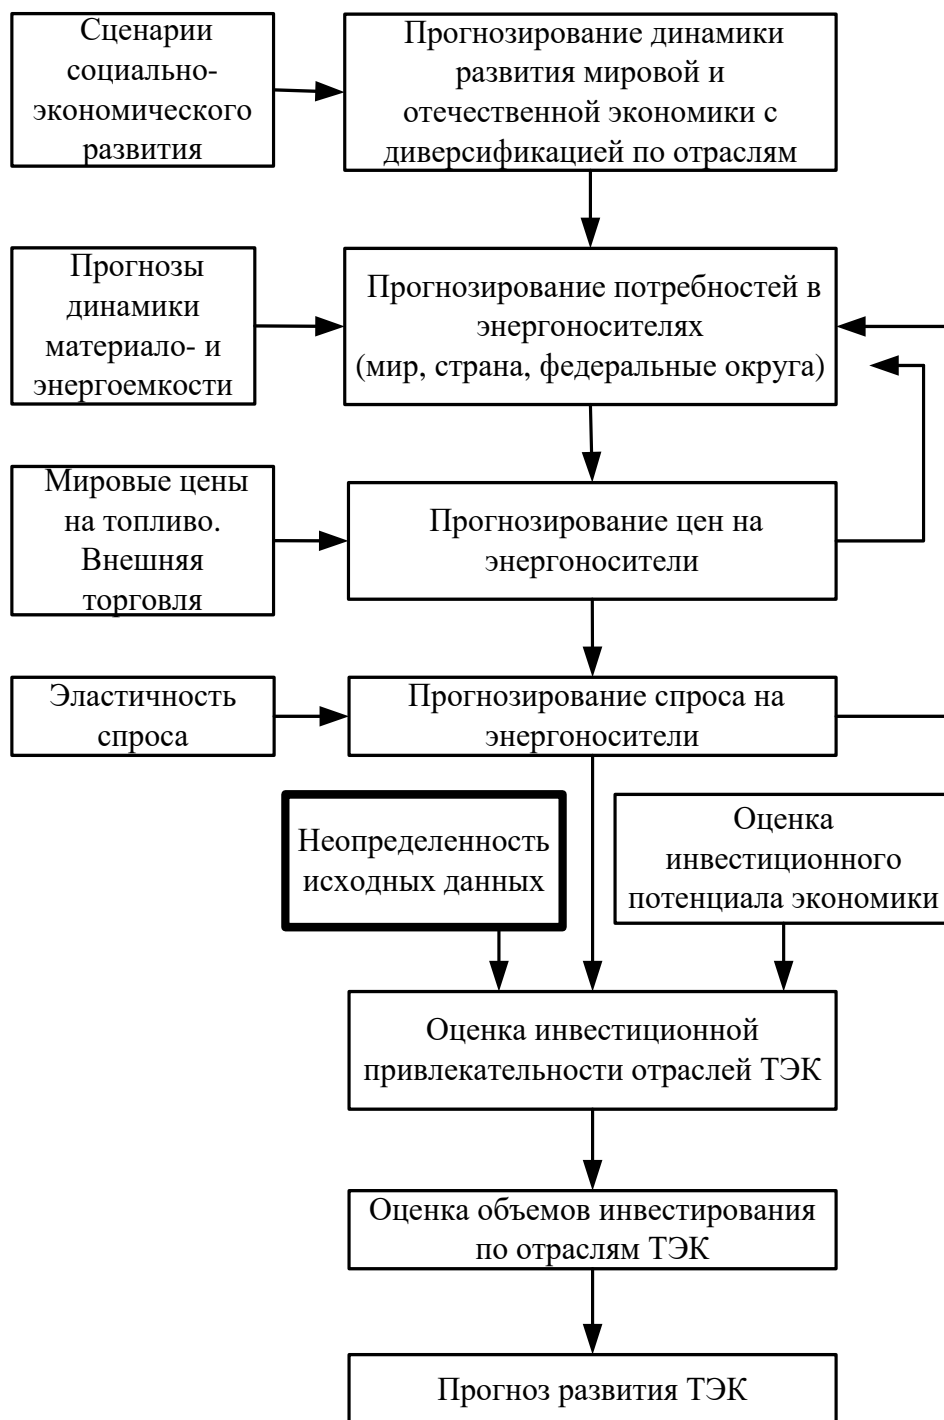 Сценарии
социально-
экономического
развития
Прогнозирование динамики
развития мировой и
отечественной экономики с
диверсификацией по отраслям
Прогнозы
динамики
материало- и
энергоемкости
Прогнозирование потребностей в
энергоносителях
(мир, страна, федеральные округа)
Мировые цены
на топливо.
Внешняя
торговля
Прогнозирование цен на
энергоносители
Эластичность
спроса
Прогнозирование спроса на
энергоносители
Неопределенность
исходных данных
Оценка
инвестиционного
потенциала экономики
Оценка инвестиционной
привлекательности отраслей ТЭК
Оценка объемов инвестирования
по отраслям ТЭК
Прогноз развития ТЭК